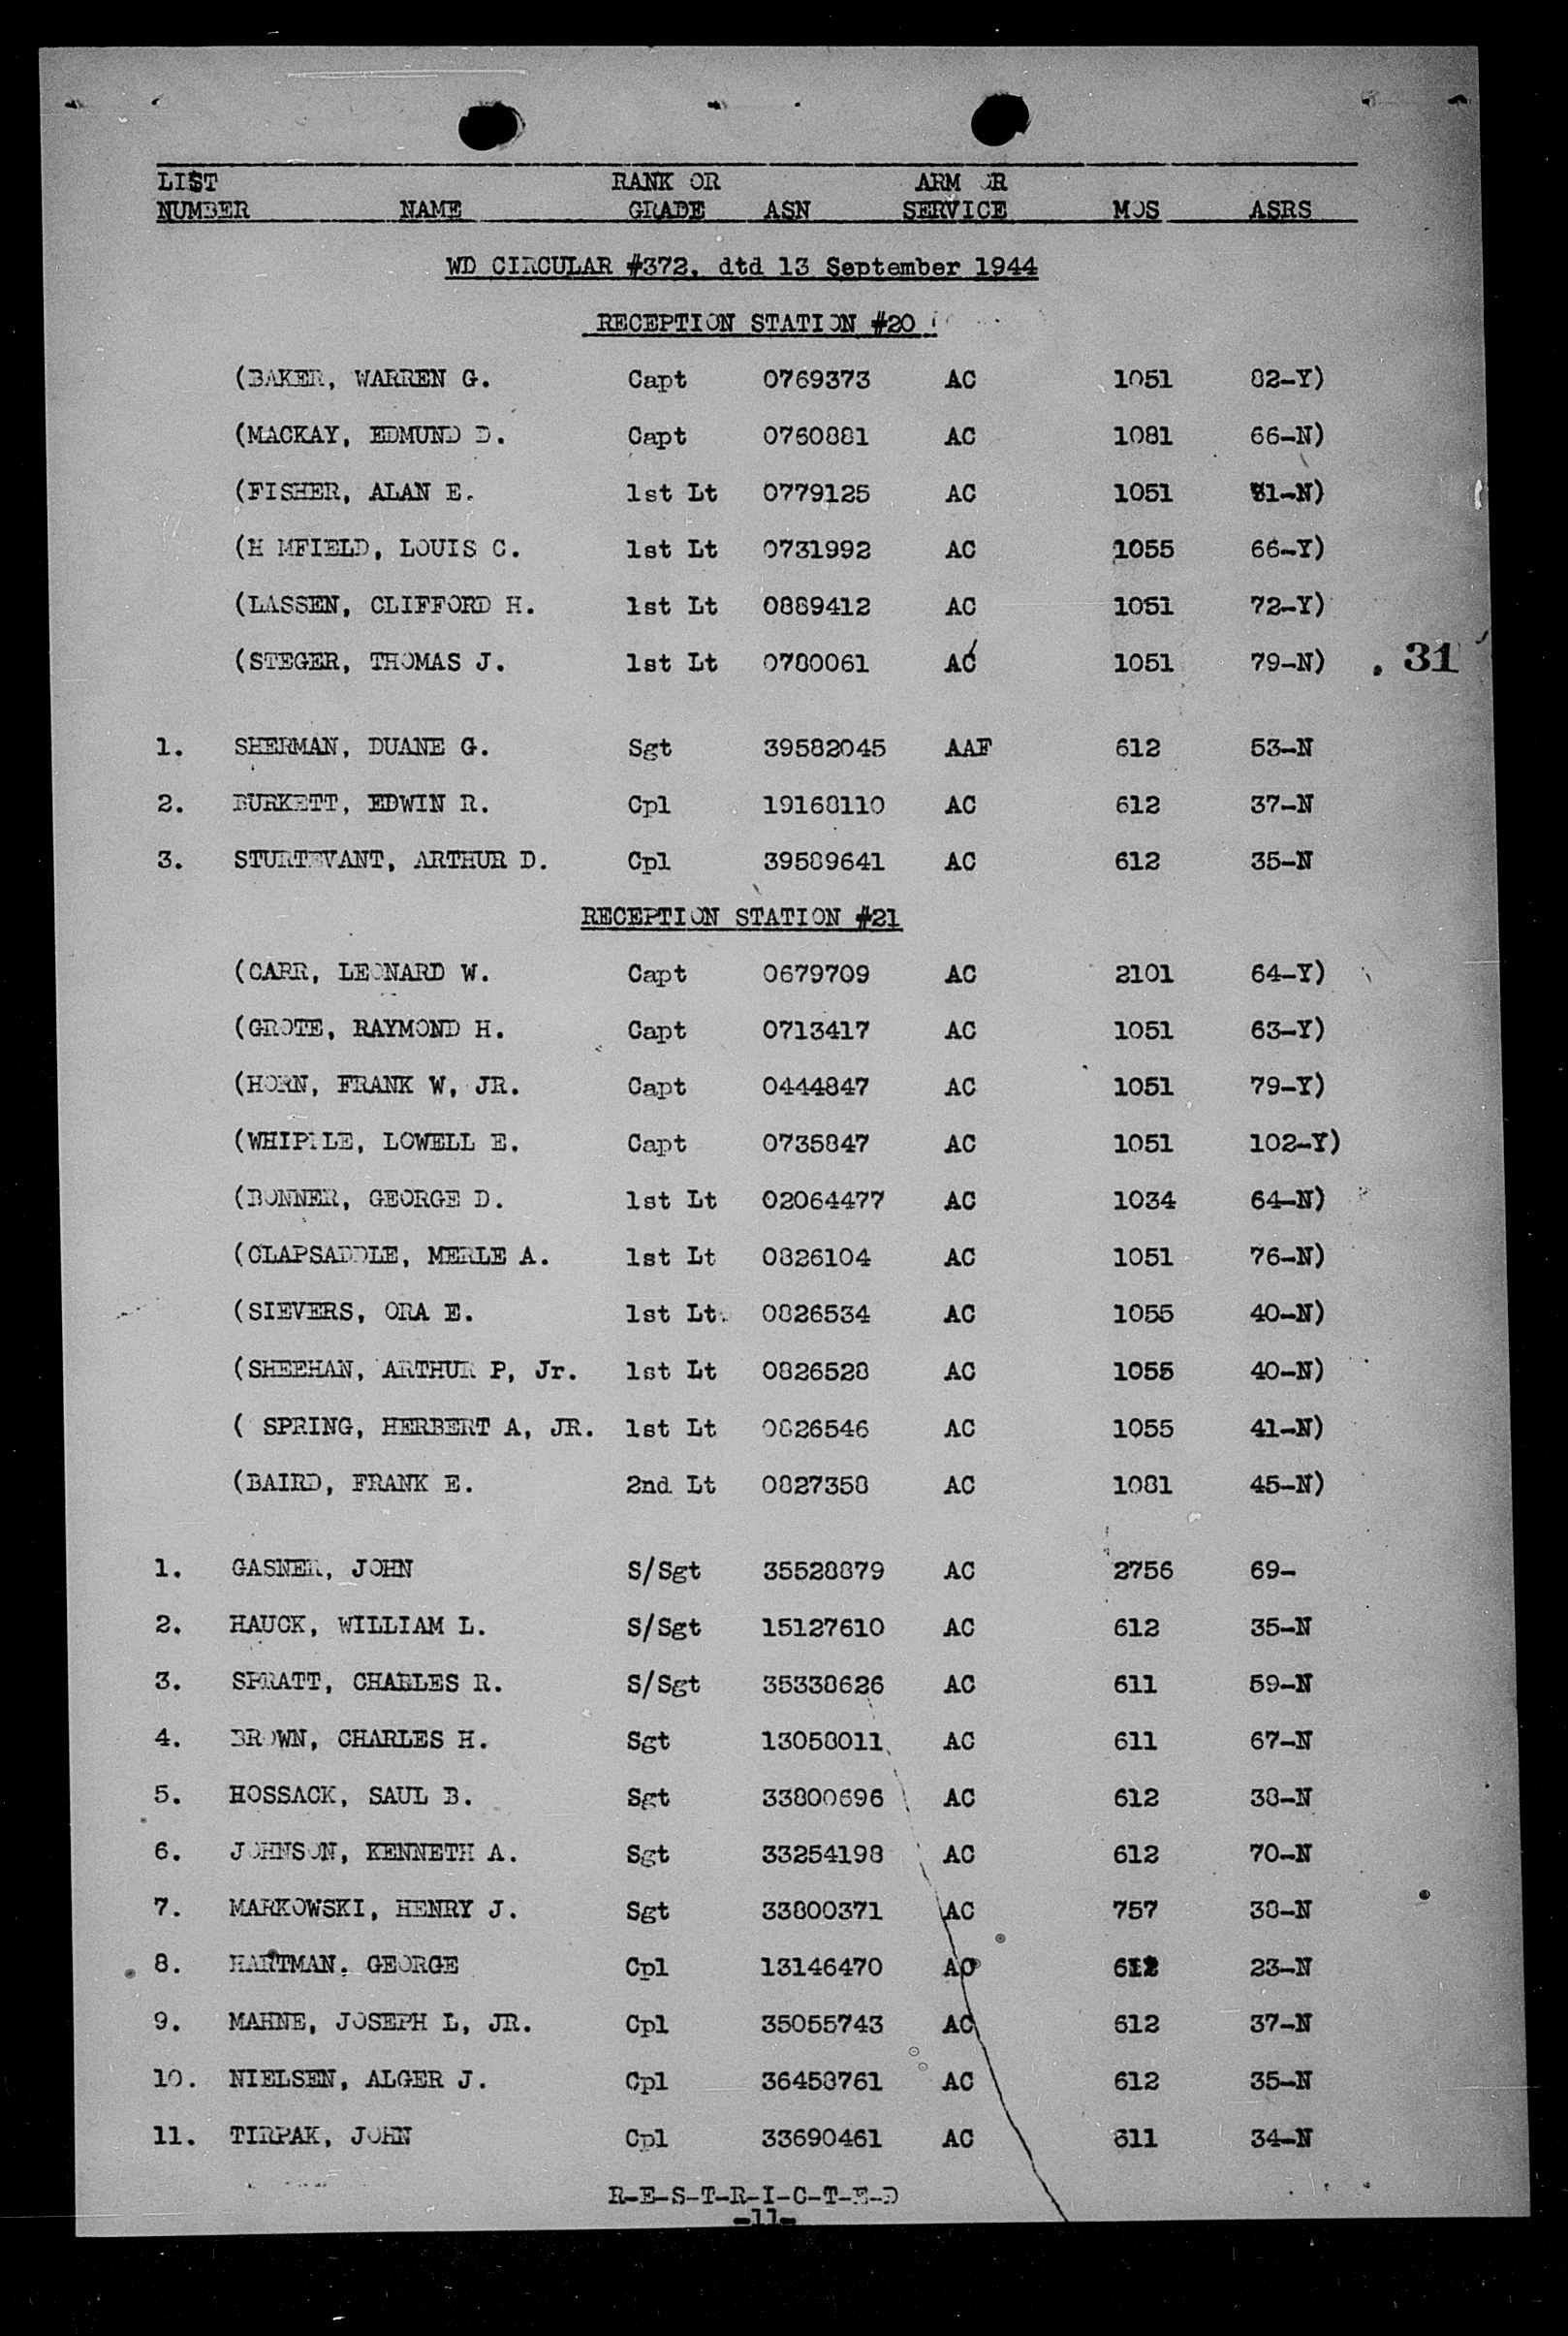 LIST RANK OR ARM OR
NUMBER NAME GRADE ASN SERVICE MOS ASRS
WD CIRCULAR #372, dtd 13 September 1944
RECEPTION STATION #20
(BAKER, WARREN G. Capt 0769373 AC 1051 82-Y)
(MACKAY, EDMUND D. Capt 0760881 AC 1081 66-N)
(FISHER, ALAN E. 1st Lt 0779125 AC 1051 81-N)
(H MFIELD, LOUIS C. 1st Lt 0731992 AC 1055 66-Y)
(LASSEN, CLIFFORD H. 1st Lt 0889412 AC 1051 72-Y)
(STEGER, THOMAS J. 1st Lt 0780061 AC 1051 79-N) . 31
1. SHERMAN, DUANE G. Sgt 39582045 AAF 612 53-N
2. BURKETT, EDWIN R. Cpl 19168110 AC 612 37-N
3. STURTEVANT, ARTHUR D. Cpl 39589641 AC 612 35-N
RECEPTION STATION #21
(CARR, LEONARD W. Capt 0679709 AC 2101 64-Y)
(GROTE, RAYMOND H. Capt 0713417 AC 1051 63-Y)
(HORN, FRANK W, JR. Capt 0444847 AC 1051 79-Y)
(WHIPPLE, LOWELL E. Capt 0735847 AC 1051 102-Y)
(BONNER, GEORGE D. 1st Lt 02064477 AC 1034 64-N)
(CLAPSADDLE, MERLE A. 1st Lt 0826104 AC 1051 76-N)
(SIEVERS, ORA E. 1st Lt. 0826534 AC 1055 40-N)
(SHEEHAN, ARTHUR P, Jr. 1st Lt 0826528 AC 1055 40-N)
( SPRING, HERBERT A, JR. 1st Lt 0826546 AC 1055 41-N)
(BAIRD, FRANK E. 2nd Lt 0827358 AC 1081 45-N)
1. GASNER, JOHN S/Sgt 35528879 AC 2756 69-
2. HAUCK, WILLIAM L. S/Sgt 15127610 AC 612 35-N
3. SPRATT, CHARLES R. S/Sgt 35338626 AC 611 59-N
4. BROWN, CHARLES H. Sgt 13058011 AC 611 67-N
5. HOSSACK, SAUL B. Sgt 33800696 AC 612 38-N
6. JOHNSON, KENNETH A. Sgt 33254198 AC 612 70-N
7. MARKOWSKI, HENRY J. Sgt 33800371 AC 757 38-N
8. HARTMAN, GEORGE Cpl 13146470 AC 612 23-N
9. MAHNE, JOSEPH L, JR. Cpl 35055743 AC 612 37-N
10. NIELSEN, ALGER J. Cpl 36458761 AC 612 35-N
11. TIRPAK, JOHN Cpl 33690461 AC 611 34-N
R-E-S-T-R-I-C-T-E-D
-11-